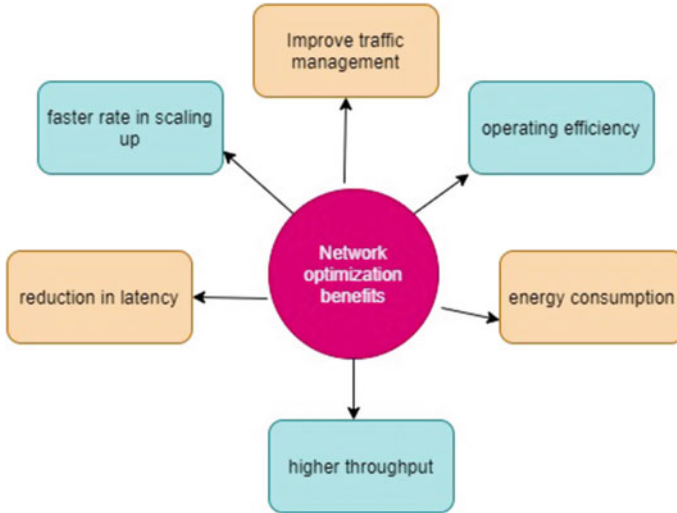 Improve traffic
management
faster rate in scaling
up
operating efficiency
Network
optimization
benefits
reduction in latency
energy consumption
higher throughput